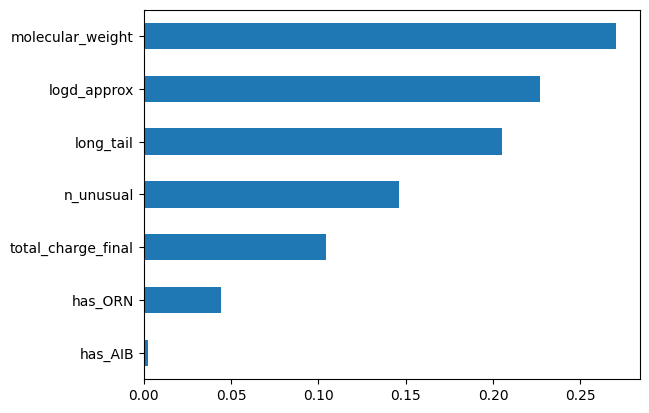 molecular_weight
logd_approx
long_tail
n_unusual
total_charge_final
has_ORN
has_AIB
0.00 0.05 0.10 0.15 0.20 0.25